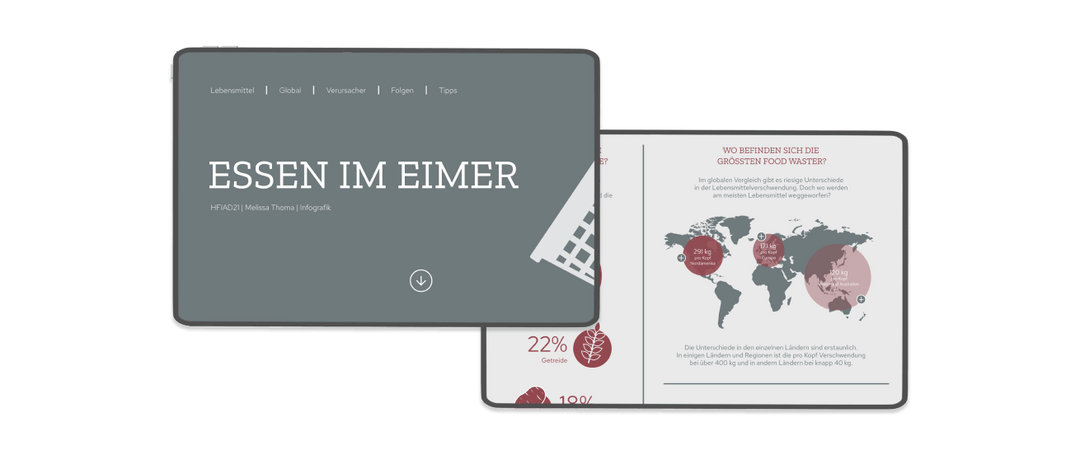 Lebensmittel | Global | Verursacher | Folgen | Tipps
ESSEN IM EIMER
HFIAD21 | Melissa Thoma | Infografik
E?
d die
22%
Getreide
18%
WO BEFINDEN SICH DIE
GRÖSSTEN FOOD WASTER?
Im globalen Vergleich gibt es riesige Unterschiede
in der Lebensmittelverschwendung. Doch wo werden
am meisten Lebensmittel weggeworfen?
291 kg
pro Kopf
Nordamerika
171 kg
pro Kopf
Europa
120 kg
pro Kopf
Die Unterschiede in den einzelnen Ländern sind erstaunlich.
In einigen Ländern und Regionen ist die pro Kopf Verschwendung
bei über 400 kg und in andern Ländern bei knapp 40 kg.